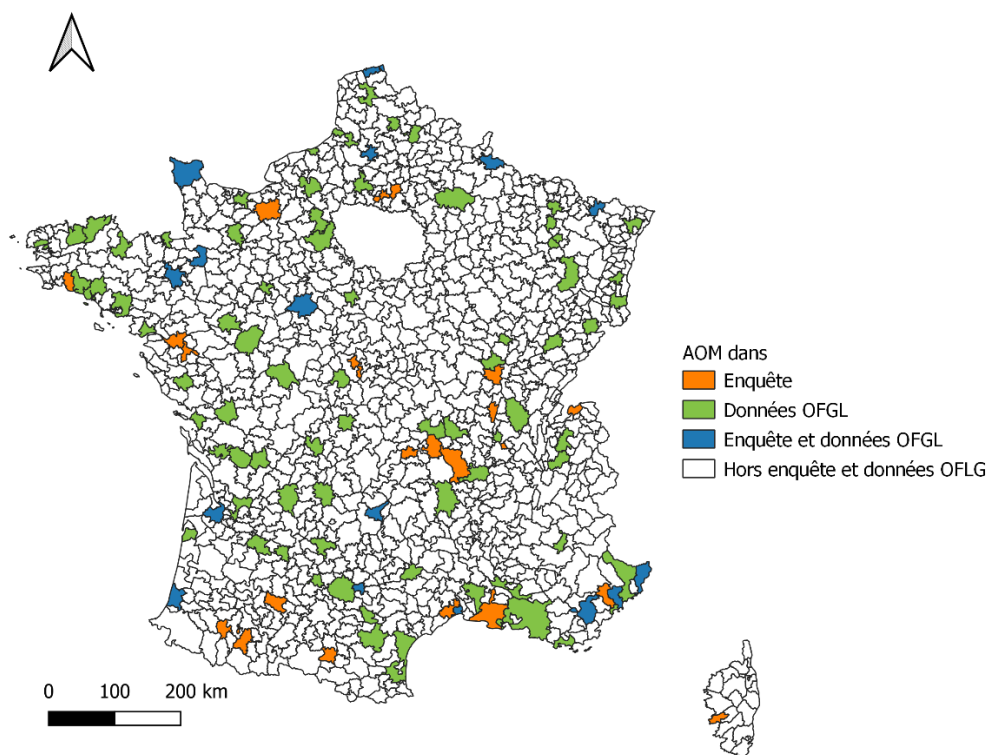 AOM dans
Enquête
Données OFGL
Enquête et données OFGL
Hors enquête et données OFLG
0 100 200 km